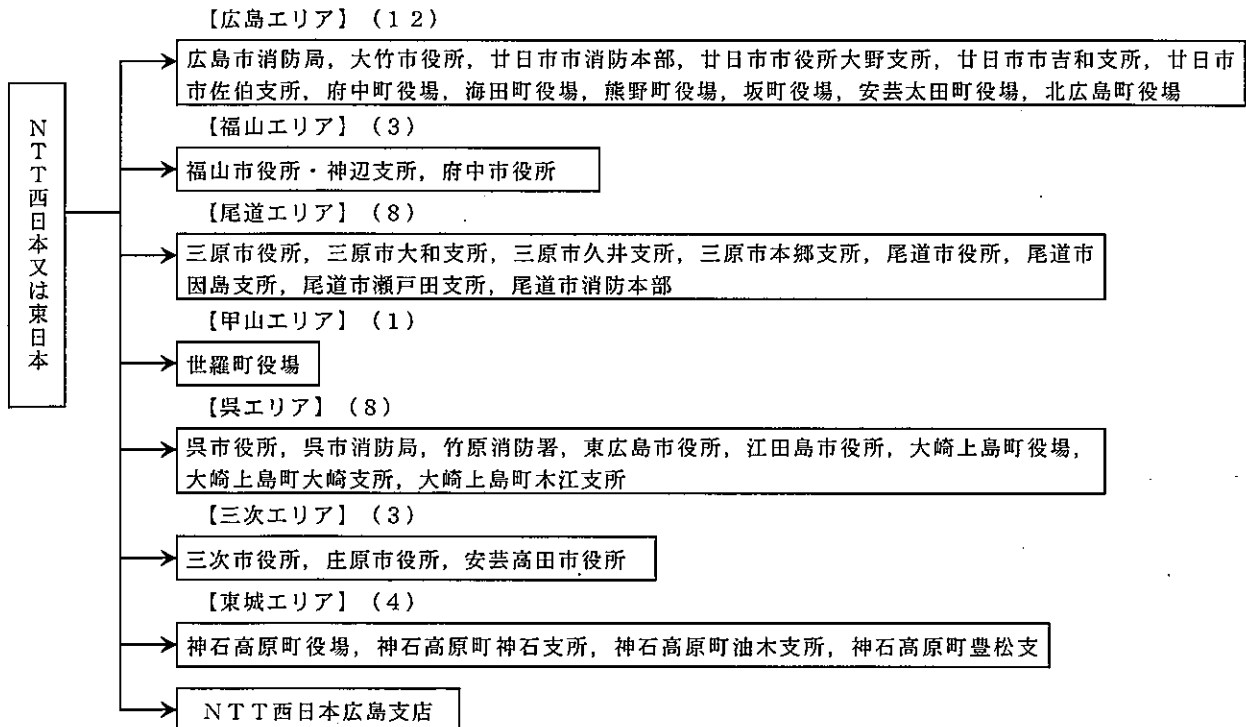 NTT西日本又は東日本
【広島エリア】(12)
広島市消防局，大竹市役所，廿日市市消防本部，廿日市市役所大野支所，廿日市市吉和支所，廿日市
市佐伯支所，府中町役場，海田町役場，熊野町役場，坂町役場，安芸太田町役場，北広島町役場
【福山エリア】(3)
福山市役所・神辺支所，府中市役所
【尾道エリア】(8)
三原市役所，三原市大和支所，三原市久井支所，三原市本郷支所，尾道市役所，尾道市
因島支所，尾道市瀬戸田支所，尾道市消防本部
【甲山エリア】(1)
世羅町役場
【呉エリア】(8)
呉市役所，呉市消防局，竹原消防署，東広島市役所，江田島市役所，大崎上島町役場，
大崎上島町大崎支所，大崎上島町木江支所
【三次エリア】(3)
三次市役所，庄原市役所，安芸高田市役所
【東城エリア】(4)
神石高原町役場，神石高原町神石支所，神石高原町油木支所，神石高原町豊松支
NTT西日本広島支店